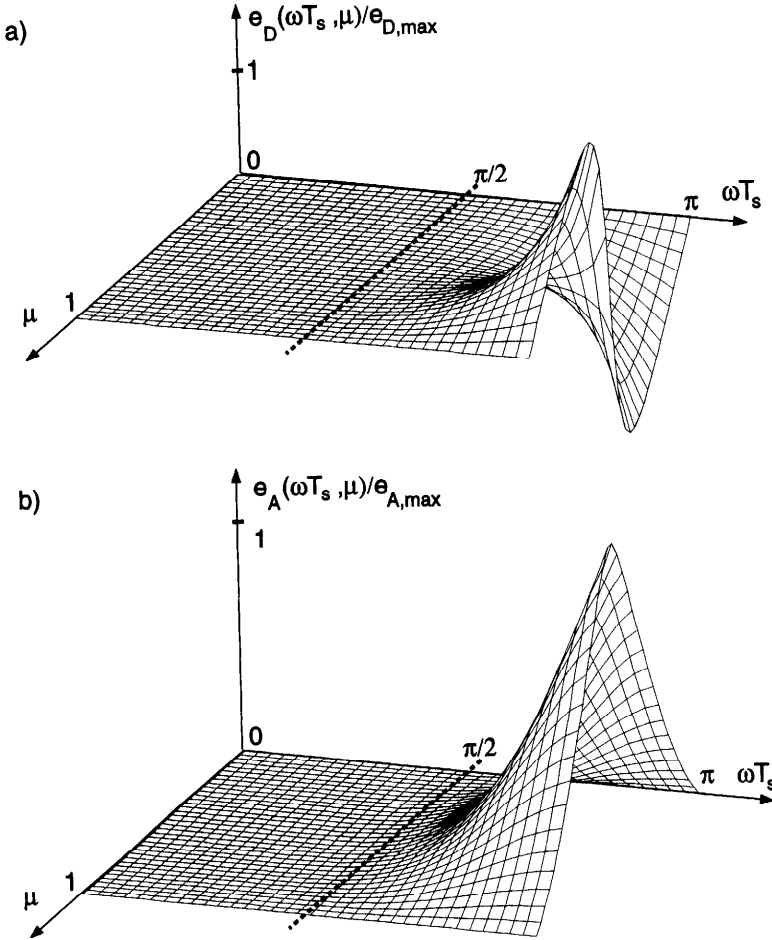 a)
e_D(ωT_s ,μ)/e_D,max
1
0
π/2
π ωT_s
1
μ
b)
e_A(ωT_s ,μ)/e_A,max
1
0
π/2
π ωT_s
1
μ